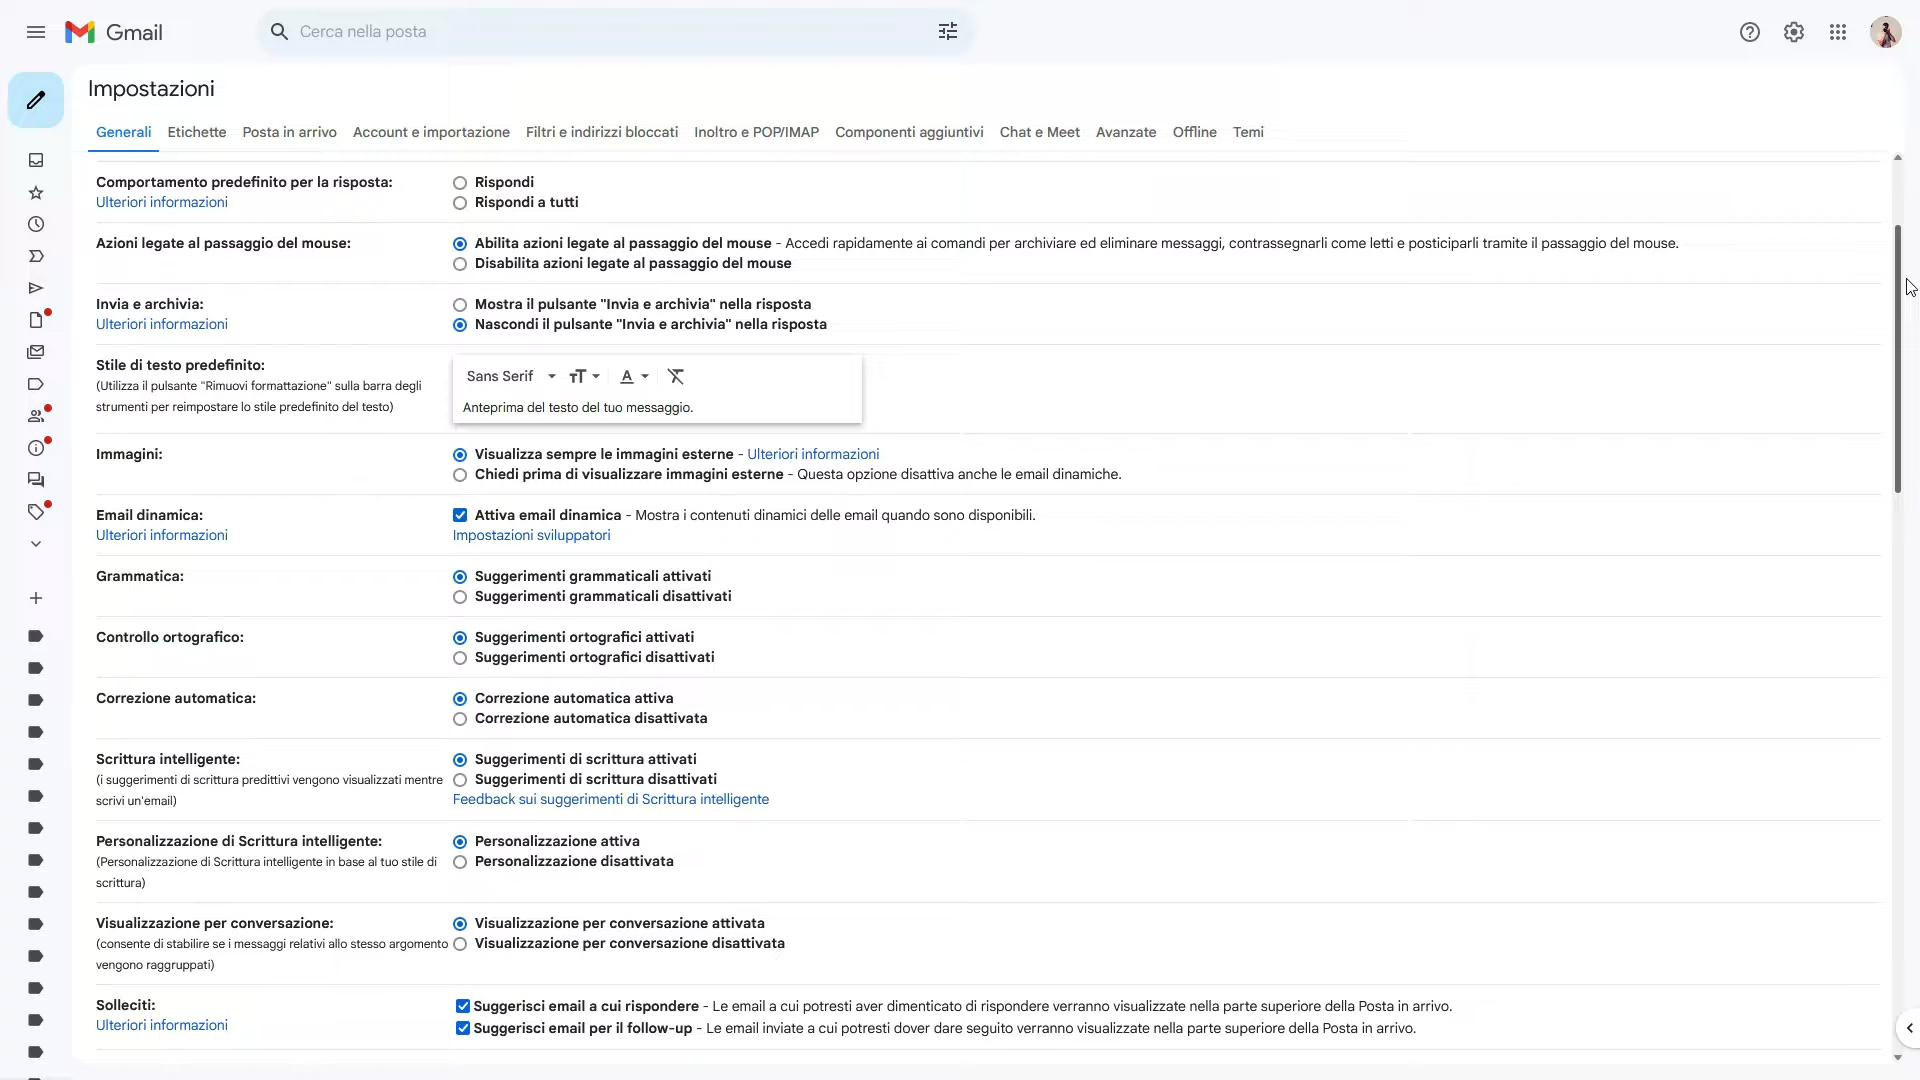 Gmail
Cerca nella posta
Impostazioni
Generali Etichette Posta in arrivo Account e importazione Filtri e indirizzi bloccati Inoltro e POP/IMAP Componenti aggiuntivi Chat e Meet Avanzate Offline Temi
Comportamento predefinito per la risposta: Rispondi
Ulteriori informazioni Rispondi a tutti
Azioni legate al passaggio del mouse: Abilita azioni legate al passaggio del mouse - Accedi rapidamente ai comandi per archiviare ed eliminare messaggi, contrassegnarli come letti e posticiparli tramite il passaggio del mouse.
Disabilita azioni legate al passaggio del mouse
Invia e archivia: Mostra il pulsante "Invia e archivia" nella risposta
Ulteriori informazioni Nascondi il pulsante "Invia e archivia" nella risposta
Stile di testo predefinito:
(Utilizza il pulsante "Rimuovi formattazione" sulla barra degli
strumenti per reimpostare lo stile predefinito del testo)
Sans Serif
Anteprima del testo del tuo messaggio.
Immagini: Visualizza sempre le immagini esterne - Ulteriori informazioni
Chiedi prima di visualizzare immagini esterne - Questa opzione disattiva anche le email dinamiche.
Email dinamica: Attiva email dinamica - Mostra i contenuti dinamici delle email quando sono disponibili.
Ulteriori informazioni Impostazioni sviluppatori
Grammatica: Suggerimenti grammaticali attivati
Suggerimenti grammaticali disattivati
Controllo ortografico: Suggerimenti ortografici attivati
Suggerimenti ortografici disattivati
Correzione automatica: Correzione automatica attiva
Correzione automatica disattivata
Scrittura intelligente:
(i suggerimenti di scrittura predittivi vengono visualizzati mentre
scrivi un'email)
Suggerimenti di scrittura attivati
Suggerimenti di scrittura disattivati
Feedback sui suggerimenti di Scrittura intelligente
Personalizzazione di Scrittura intelligente:
(Personalizzazione di Scrittura intelligente in base al tuo stile di
scrittura)
Personalizzazione attiva
Personalizzazione disattivata
Visualizzazione per conversazione:
(consente di stabilire se i messaggi relativi allo stesso argomento
vengono raggruppati)
Visualizzazione per conversazione attivata
Visualizzazione per conversazione disattivata
Solleciti: Suggerisci email a cui rispondere - Le email a cui potresti aver dimenticato di rispondere verranno visualizzate nella parte superiore della Posta in arrivo.
Ulteriori informazioni Suggerisci email per il follow-up - Le email inviate a cui potresti dover dare seguito verranno visualizzate nella parte superiore della Posta in arrivo.